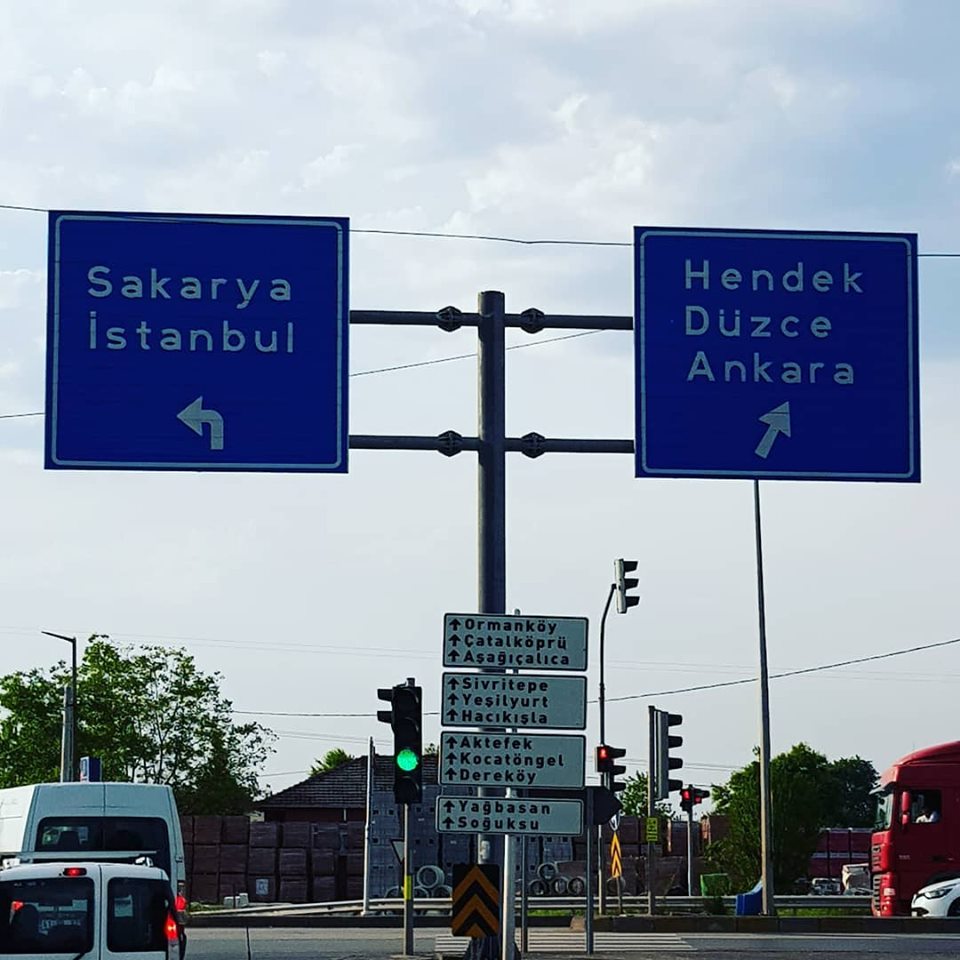 Sakarya
İstanbul
Hendek
Düzce
Ankara
Ormanköy
Çatalköprü
Aşağıçalıca
Sivritepe
Yeşilyurt
Hacıkışla
Aktefek
Kocatöngel
Dereköy
Yağbasan
Soğuksu